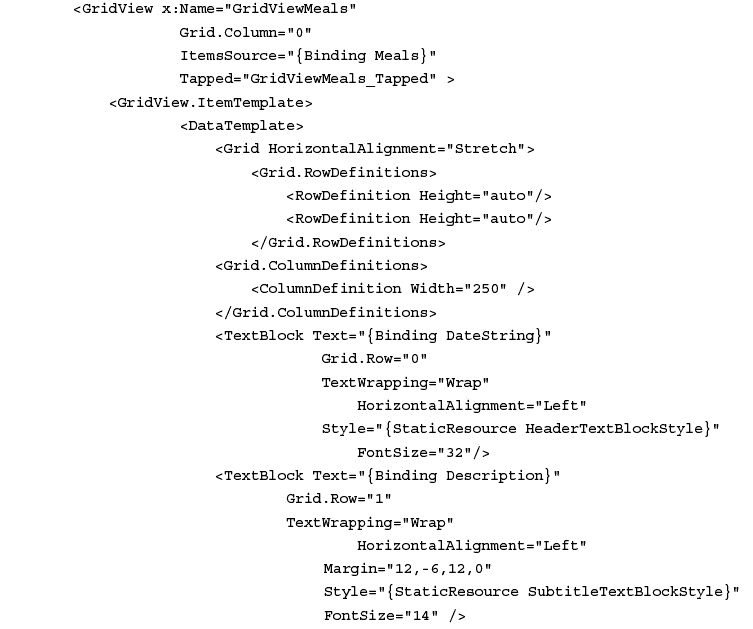 <GridView x:Name="GridViewMeals"
Grid.Column="0"
ItemsSource="{Binding Meals}"
Tapped="GridViewMeals_Tapped" >
<GridView.ItemTemplate>
<DataTemplate>
<Grid HorizontalAlignment="Stretch">
<Grid.RowDefinitions>
<RowDefinition Height="auto"/>
<RowDefinition Height="auto"/>
</Grid.RowDefinitions>
<Grid.ColumnDefinitions>
<ColumnDefinition Width="250" />
</Grid.ColumnDefinitions>
<TextBlock Text="{Binding DateString}"
Grid.Row="0"
TextWrapping="Wrap"
HorizontalAlignment="Left"
Style="{StaticResource HeaderTextBlockStyle}"
FontSize="32"/>
<TextBlock Text="{Binding Description}"
Grid.Row="1"
TextWrapping="Wrap"
HorizontalAlignment="Left"
Margin="12,-6,12,0"
Style="{StaticResource SubtitleTextBlockStyle}"
FontSize="14" />